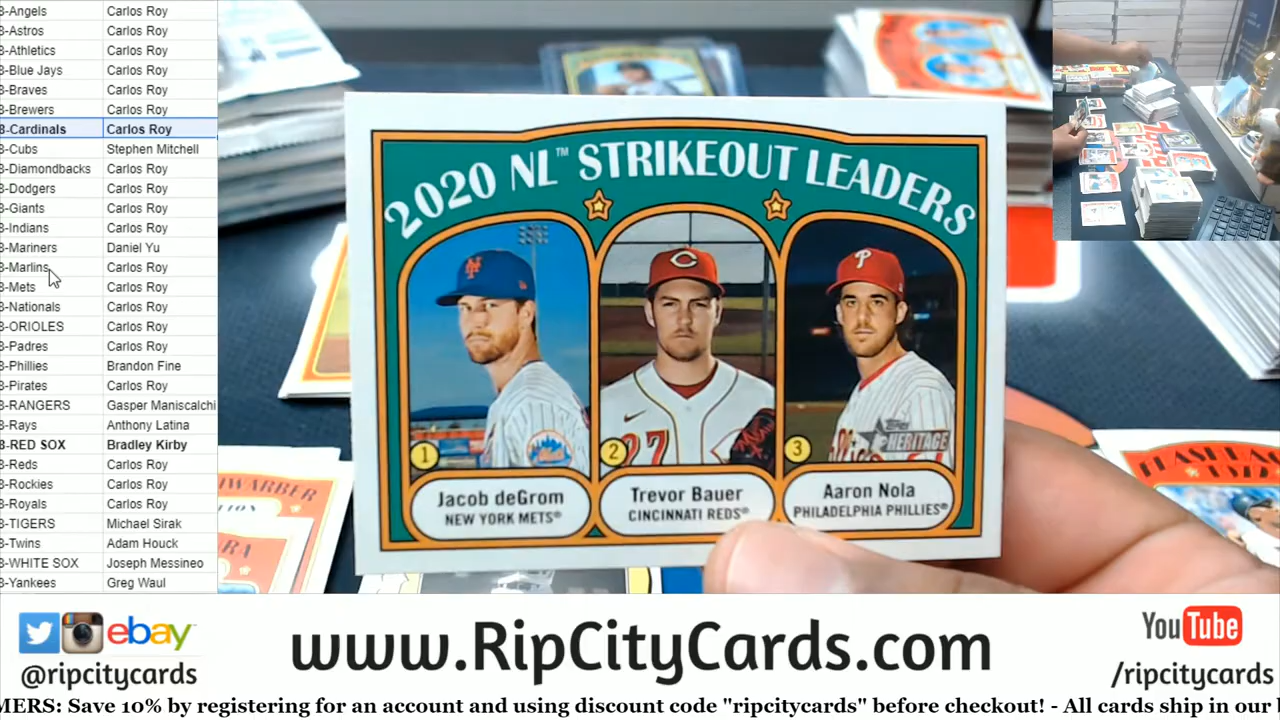 B-Angels Carlos Roy
B-Astros Carlos Roy
B-Athletics Carlos Roy
B-Blue Jays Carlos Roy
B-Braves Carlos Roy
B-Brewers Carlos Roy
B-Cardinals Carlos Roy
B-Cubs Stephen Mitchell
B-Diamondbacks Carlos Roy
B-Dodgers Carlos Roy
B-Giants Carlos Roy
B-Indians Carlos Roy
B-Mariners Daniel Yu
B-Marlins Carlos Roy
B-Mets Carlos Roy
B-Nationals Carlos Roy
B-ORIOLES Carlos Roy
B-Padres Carlos Roy
B-Phillies Brandon Fine
B-Pirates Carlos Roy
B-RANGERS Gasper Maniscalchi
B-Rays Anthony Latina
B-RED SOX Bradley Kirby
B-Reds Carlos Roy
B-Rockies Carlos Roy
B-Royals Carlos Roy
B-TIGERS Michael Sirak
B-Twins Adam Houck
B-WHITE SOX Joseph Messineo
B-Yankees Greg Waul
2020 NL™ STRIKEOUT LEADERS
1
2
3
27
Mets
Topps
HERITAGE
Jacob deGrom
NEW YORK METS®
Trevor Bauer
CINCINNATI REDS®
Aaron Nola
PHILADELPHIA PHILLIES®
HWARBER
ebay
@ripcitycards
www.RipCityCards.com
YouTube
/ripcitycards
MERS: Save 10% by registering for an account and using discount code "ripcitycards" before checkout! - All cards ship in our